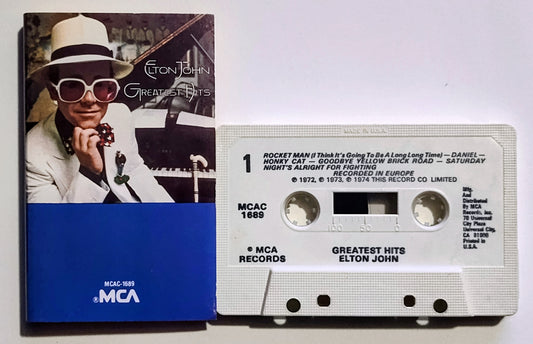 ELTON JOHN
GREATEST HITS
MCAC-1689
®MCA
MADE IN U.S.A.
1
ROCKET MAN (I Think It's Going To Be A Long Long Time) — DANIEL —
HONKY CAT — GOODBYE YELLOW BRICK ROAD — SATURDAY
NIGHT'S ALRIGHT FOR FIGHTING
RECORDED IN EUROPE
℗ 1972, ℗ 1973, ℗ 1974 THIS RECORD CO. LIMITED
MCAC
1689
100 50 0
Mfg.
And
Distributed
By MCA
Records, Inc.
70 Universal
City Plaza
Universal City,
CA 91608
Printed in
U.S.A.
© MCA
RECORDS
GREATEST HITS
ELTON JOHN